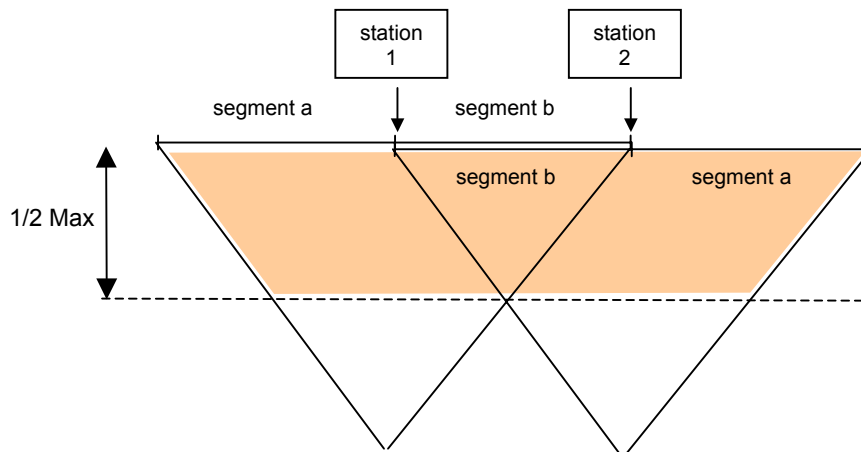 station
1
station
2
segment a
segment b
segment b
segment a
1/2 Max